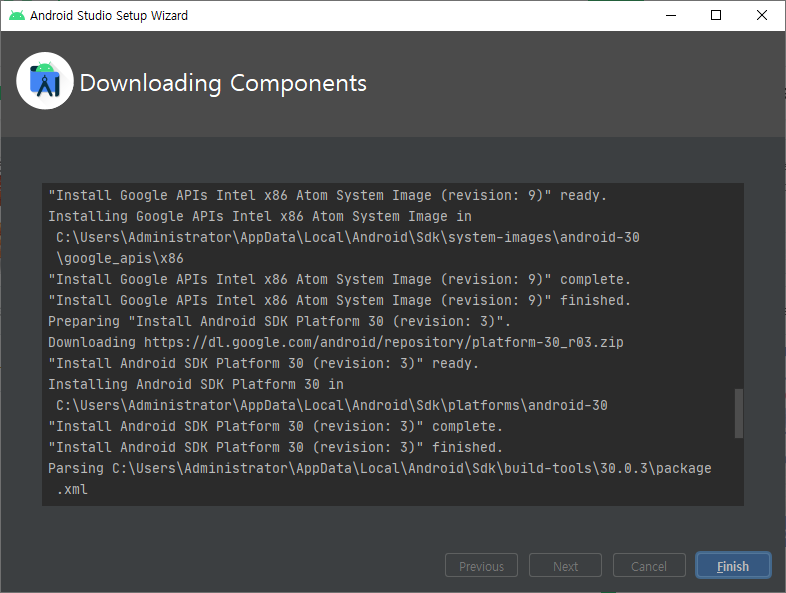 Android Studio Setup Wizard
Downloading Components
"Install Google APIs Intel x86 Atom System Image (revision: 9)" ready.
Installing Google APIs Intel x86 Atom System Image in
C:\Users\Administrator\AppData\Local\Android\Sdk\system-images\android-30
\google_apis\x86
"Install Google APIs Intel x86 Atom System Image (revision: 9)" complete.
"Install Google APIs Intel x86 Atom System Image (revision: 9)" finished.
Preparing "Install Android SDK Platform 30 (revision: 3)".
Downloading https://dl.google.com/android/repository/platform-30_r03.zip
"Install Android SDK Platform 30 (revision: 3)" ready.
Installing Android SDK Platform 30 in
C:\Users\Administrator\AppData\Local\Android\Sdk\platforms\android-30
"Install Android SDK Platform 30 (revision: 3)" complete.
"Install Android SDK Platform 30 (revision: 3)" finished.
Parsing C:\Users\Administrator\AppData\Local\Android\Sdk\build-tools\30.0.3\package
.xml
Previous Next Cancel Finish